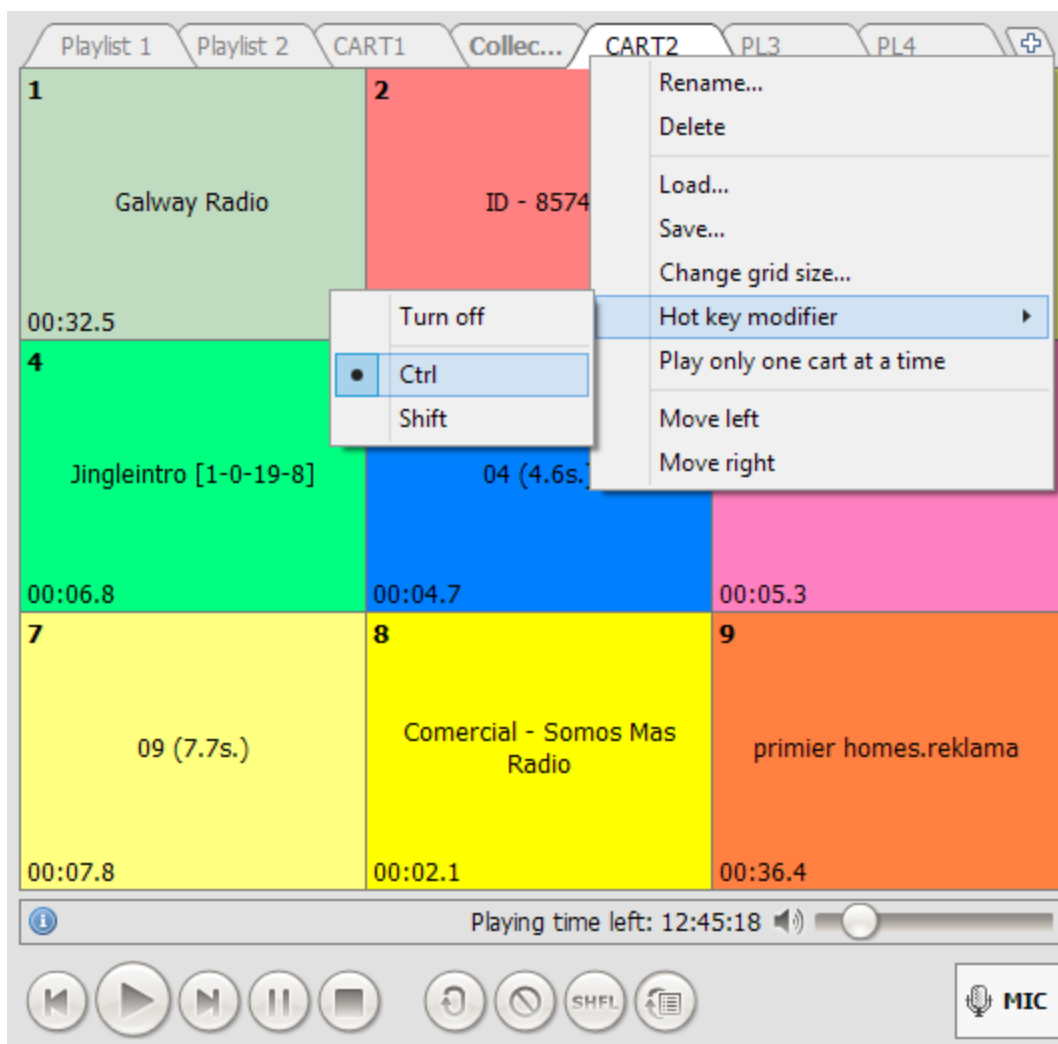 Playlist 1
Playlist 2
CART1
Collec...
CART2
PL3
PL4
1
Galway Radio
00:32.5
2
ID - 8574
Rename...
Delete
Load...
Save...
Change grid size...
Hot key modifier
Play only one cart at a time
Move left
Move right
Turn off
Ctrl
Shift
4
Jingleintro [1-0-19-8]
00:06.8
04 (4.6s.)
00:04.7
00:05.3
7
09 (7.7s.)
00:07.8
8
Comercial - Somos Mas
Radio
00:02.1
9
primier homes.reklama
00:36.4
Playing time left: 12:45:18
SHFL
MIC